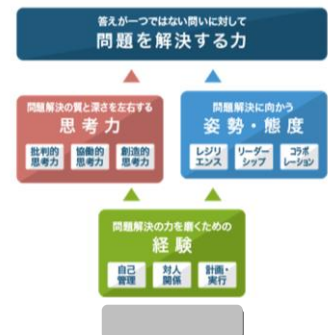 答えが一つではない問いに対して
問題を解決する力
問題解決の質と深さを左右する
思考力
批判的
思考力
協働的
思考力
創造的
思考力
問題解決に向かう
姿勢・態度
レジリ
エンス
リーダー
シップ
コラボ
レーション
問題解決の力を磨くための
経験
自己
管理
対人
関係
計画・
実行